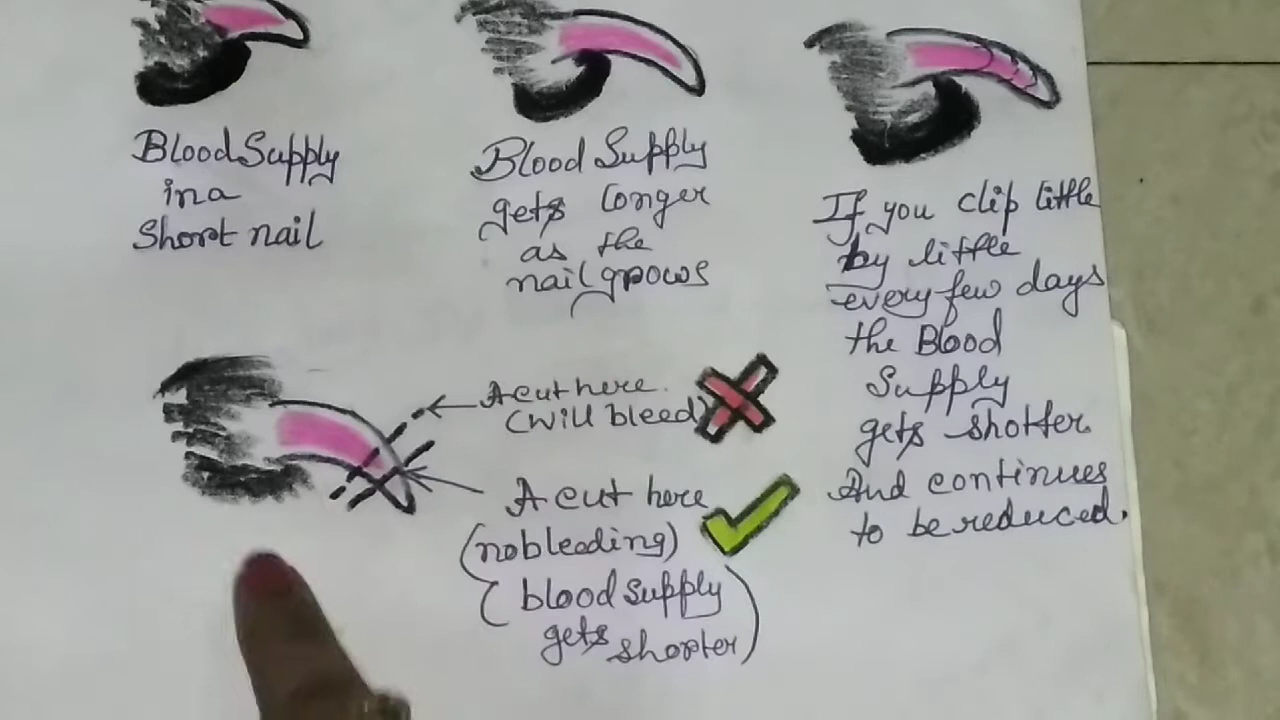 Blood Supply
in a
Short nail
Blood Supply
gets longer
as the
nail grows
If you clip little
by little
every few days
the Blood
Supply
gets shotter
And continues
to be reduced.
A cut here.
(will bleed)
A cut here
(no bleeding)
(blood supply
gets shorter)